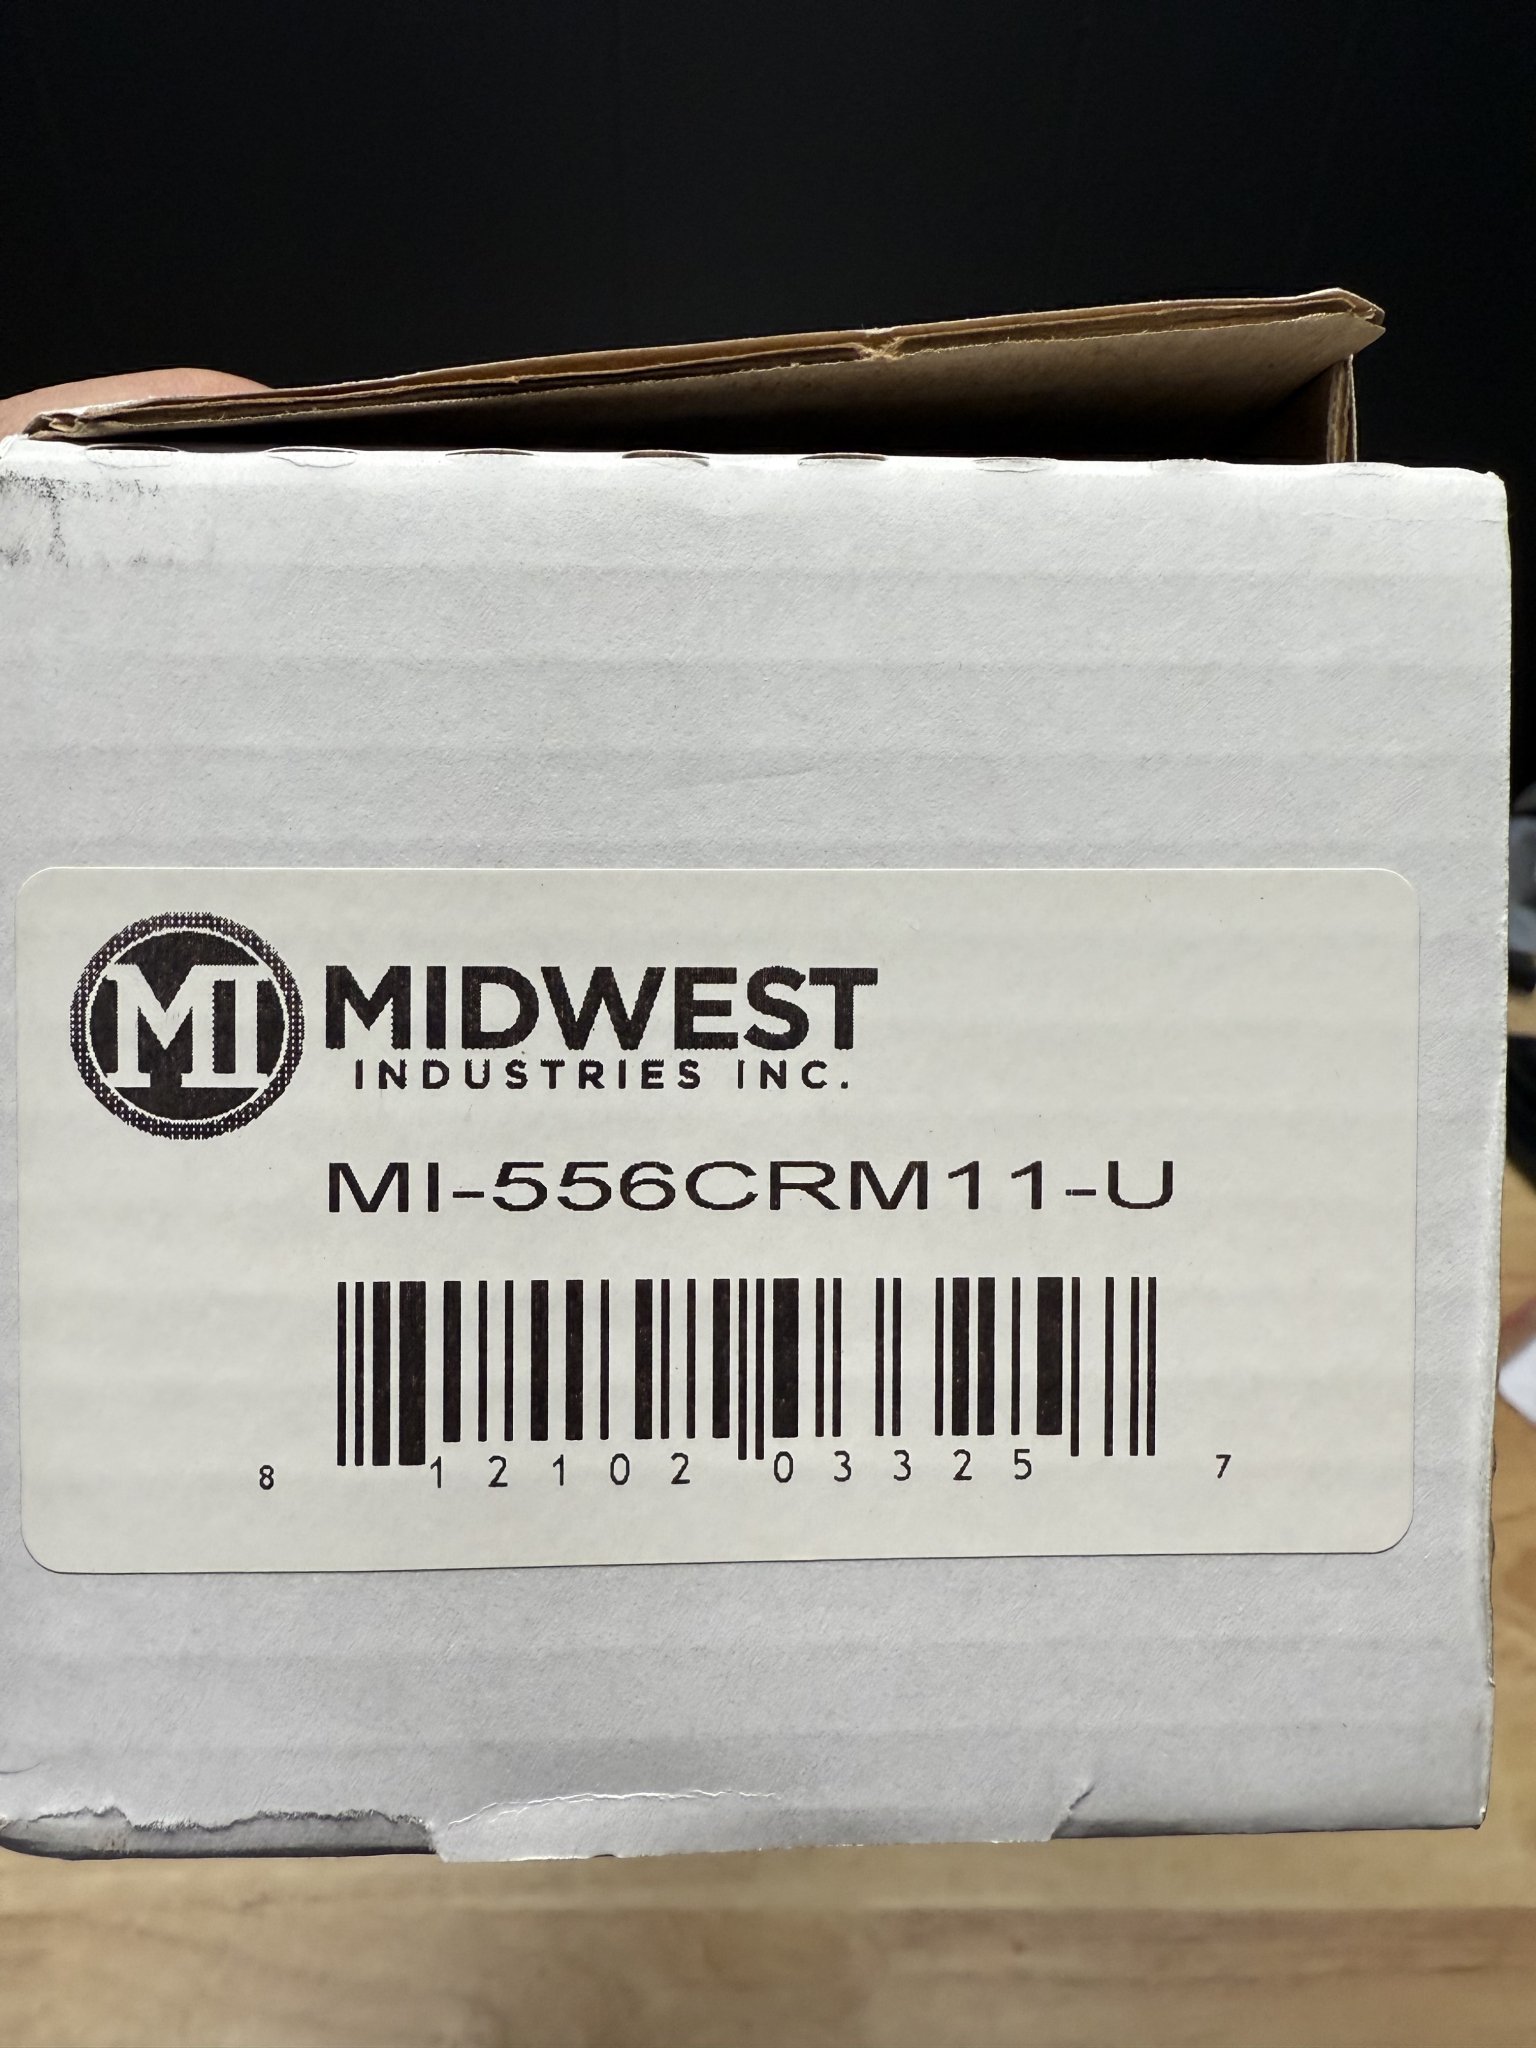 MI
MIDWEST
INDUSTRIES INC.
MI-556CRM11-U
8 12102 03325 7